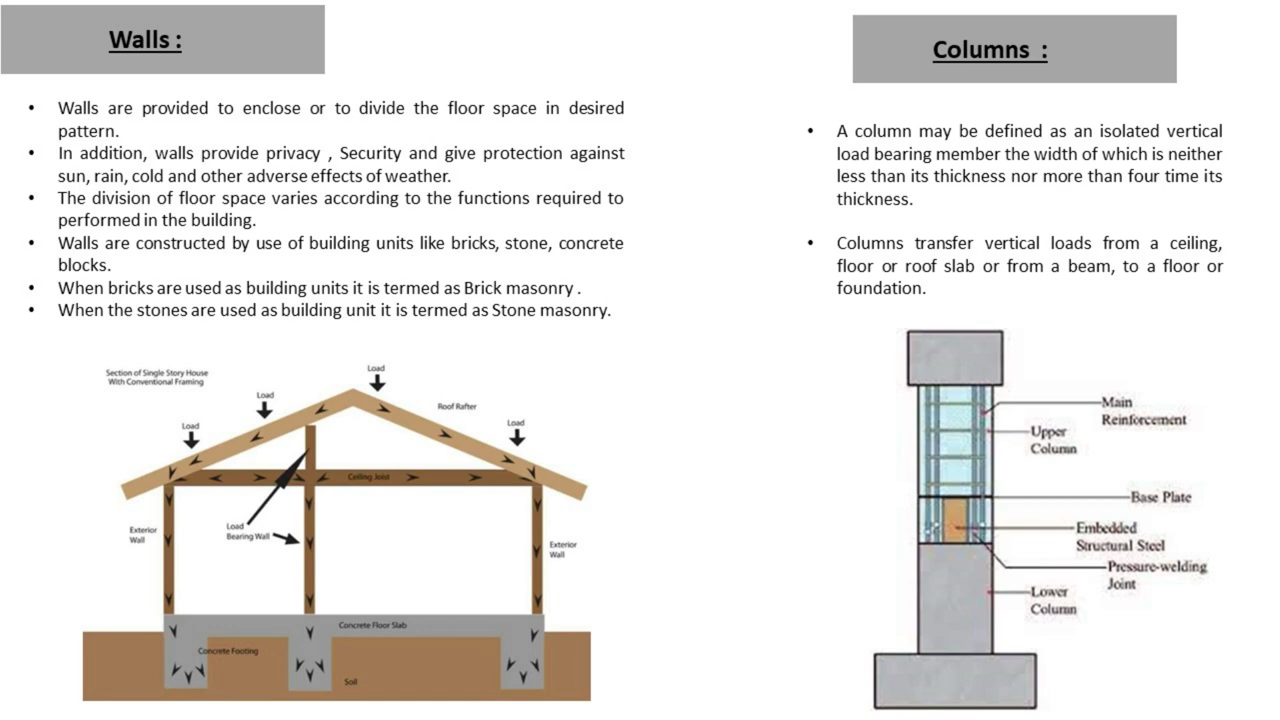 Walls :
• Walls are provided to enclose or to divide the floor space in desired
pattern.
• In addition, walls provide privacy , Security and give protection against
sun, rain, cold and other adverse effects of weather.
• The division of floor space varies according to the functions required to
performed in the building.
• Walls are constructed by use of building units like bricks, stone, concrete
blocks.
• When bricks are used as building units it is termed as Brick masonry .
• When the stones are used as building unit it is termed as Stone masonry.
Section of Single Story House
With Conventional Framing
Load
Load
Load
Roof Rafter
Load
Ceiling Joist
Exterior
Wall
Load
Bearing Wall
Exterior
Wall
Concrete Floor Slab
Concrete Footing
Soil
Columns :
• A column may be defined as an isolated vertical
load bearing member the width of which is neither
less than its thickness nor more than four time its
thickness.
• Columns transfer vertical loads from a ceiling,
floor or roof slab or from a beam, to a floor or
foundation.
Main
Reinforcement
Upper
Column
Base Plate
Embedded
Structural Steel
Pressure-welding
Joint
Lower
Column